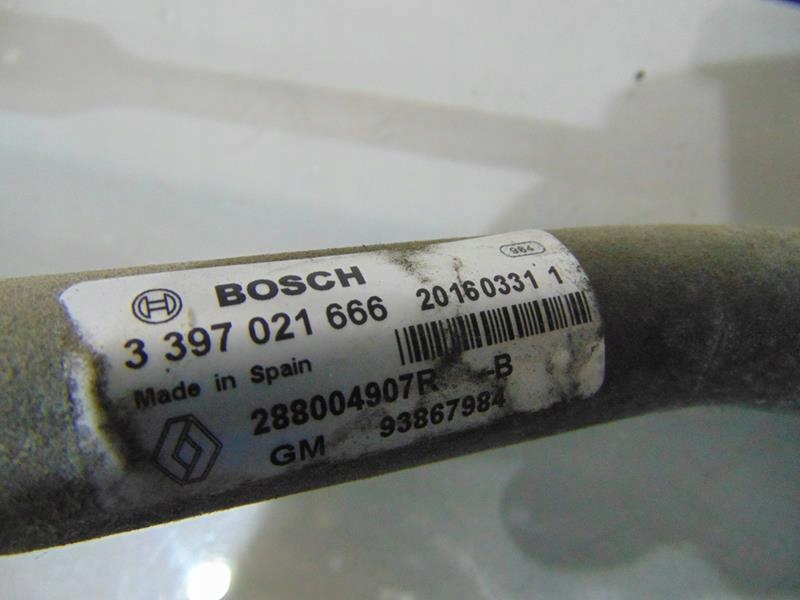 984
BOSCH
3 397 021 666 20160331 1
Made in Spain
288004907R -B
GM 93867984